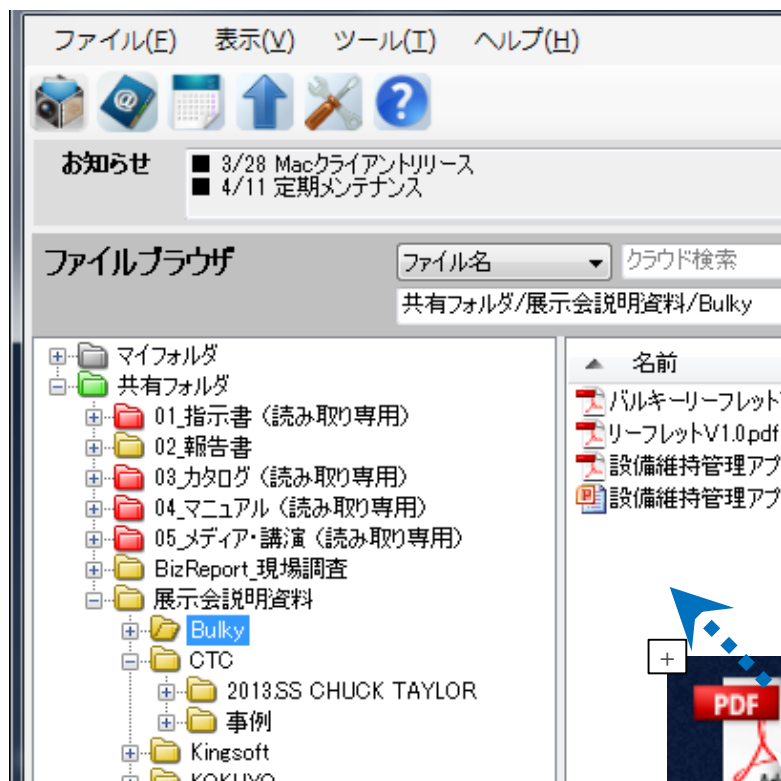 ファイル(F) 表示(V) ツール(T) ヘルプ(H)
お知らせ
■ 3/28 Macクライアントリリース
■ 4/11 定期メンテナンス
ファイルブラウザ
ファイル名
クラウド検索
共有フォルダ/展示会説明資料/Bulky
マイフォルダ
共有フォルダ
01_指示書（読み取り専用）
02_報告書
03_カタログ（読み取り専用）
04_マニュアル（読み取り専用）
05_メディア・講演（読み取り専用）
BizReport_現場調査
展示会説明資料
Bulky
CTC
2013SS CHUCK TAYLOR
事例
Kingsoft
KOKUYO
名前
バルキーリーフレット
リーフレットV1.0.pdf
設備維持管理アプ
設備維持管理アプ
PDF